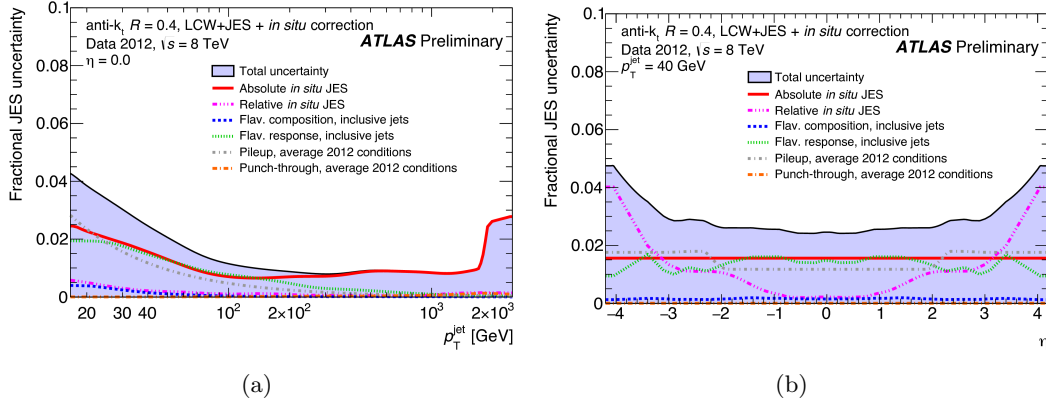 anti-kₜ R = 0.4, LCW+JES + in situ correction
Data 2012, √s = 8 TeV
ATLAS Preliminary
η = 0.0
Total uncertainty
Absolute in situ JES
Relative in situ JES
Flav. composition, inclusive jets
Flav. response, inclusive jets
Pileup, average 2012 conditions
Punch-through, average 2012 conditions
Fractional JES uncertainty
0.1
0.08
0.06
0.04
0.02
0
20 30 40 10² 2×10² 10³ 2×10³
p_T^jet [GeV]
(a)
anti-kₜ R = 0.4, LCW+JES + in situ correction
Data 2012, √s = 8 TeV
ATLAS Preliminary
p_T^jet = 40 GeV
Total uncertainty
Absolute in situ JES
Relative in situ JES
Flav. composition, inclusive jets
Flav. response, inclusive jets
Pileup, average 2012 conditions
Punch-through, average 2012 conditions
Fractional JES uncertainty
0.1
0.08
0.06
0.04
0.02
0
−4 −3 −2 −1 0 1 2 3 4
η
(b)